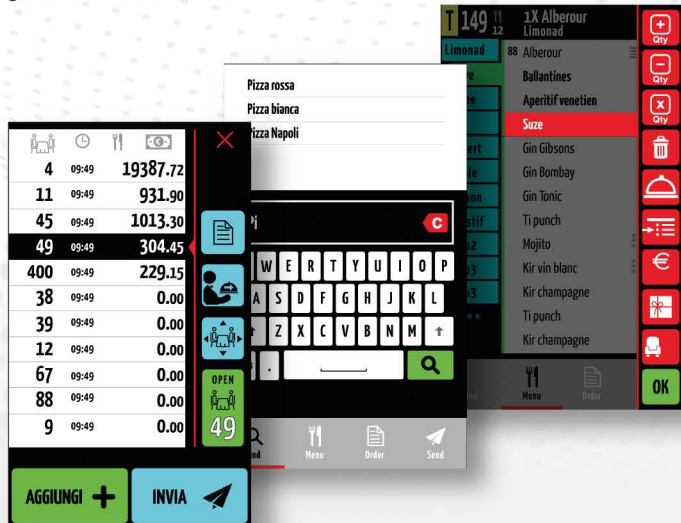 4 09:49 19387.72
11 09:49 931.90
45 09:49 1013.30
49 09:49 304.45
400 09:49 229.15
38 09:49 0.00
39 09:49 0.00
12 09:49 0.00
67 09:49 0.00
88 09:49 0.00
9 09:49 0.00
OPEN
49
AGGIUNGI +
INVIA
Pizza rossa
Pizza bianca
Pizza Napoli
Pi
C
W E R T Y U I O P
A S D F G H J K L
Z X C V B N M
.
Menu
Order
Send
T 149 12
1X Alberour
Limonad
Limonad
88 Alberour
Ballantines
Aperitif venetien
Suze
Gin Gibsons
Gin Bombay
Gin Tonic
Ti punch
Mojito
Kir vin blanc
Kir champagne
Ti punch
Kir champagne
Menu
Order
+
Qty
-
Qty
x
Qty
€
OK